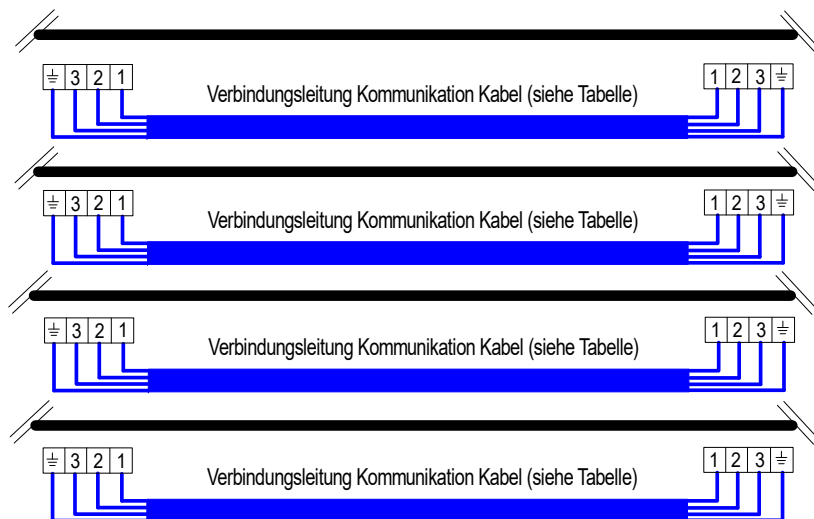 ⏚ 3 2 1
1 2 3 ⏚
Verbindungsleitung Kommunikation Kabel (siehe Tabelle)
⏚ 3 2 1
1 2 3 ⏚
Verbindungsleitung Kommunikation Kabel (siehe Tabelle)
⏚ 3 2 1
1 2 3 ⏚
Verbindungsleitung Kommunikation Kabel (siehe Tabelle)
⏚ 3 2 1
1 2 3 ⏚
Verbindungsleitung Kommunikation Kabel (siehe Tabelle)